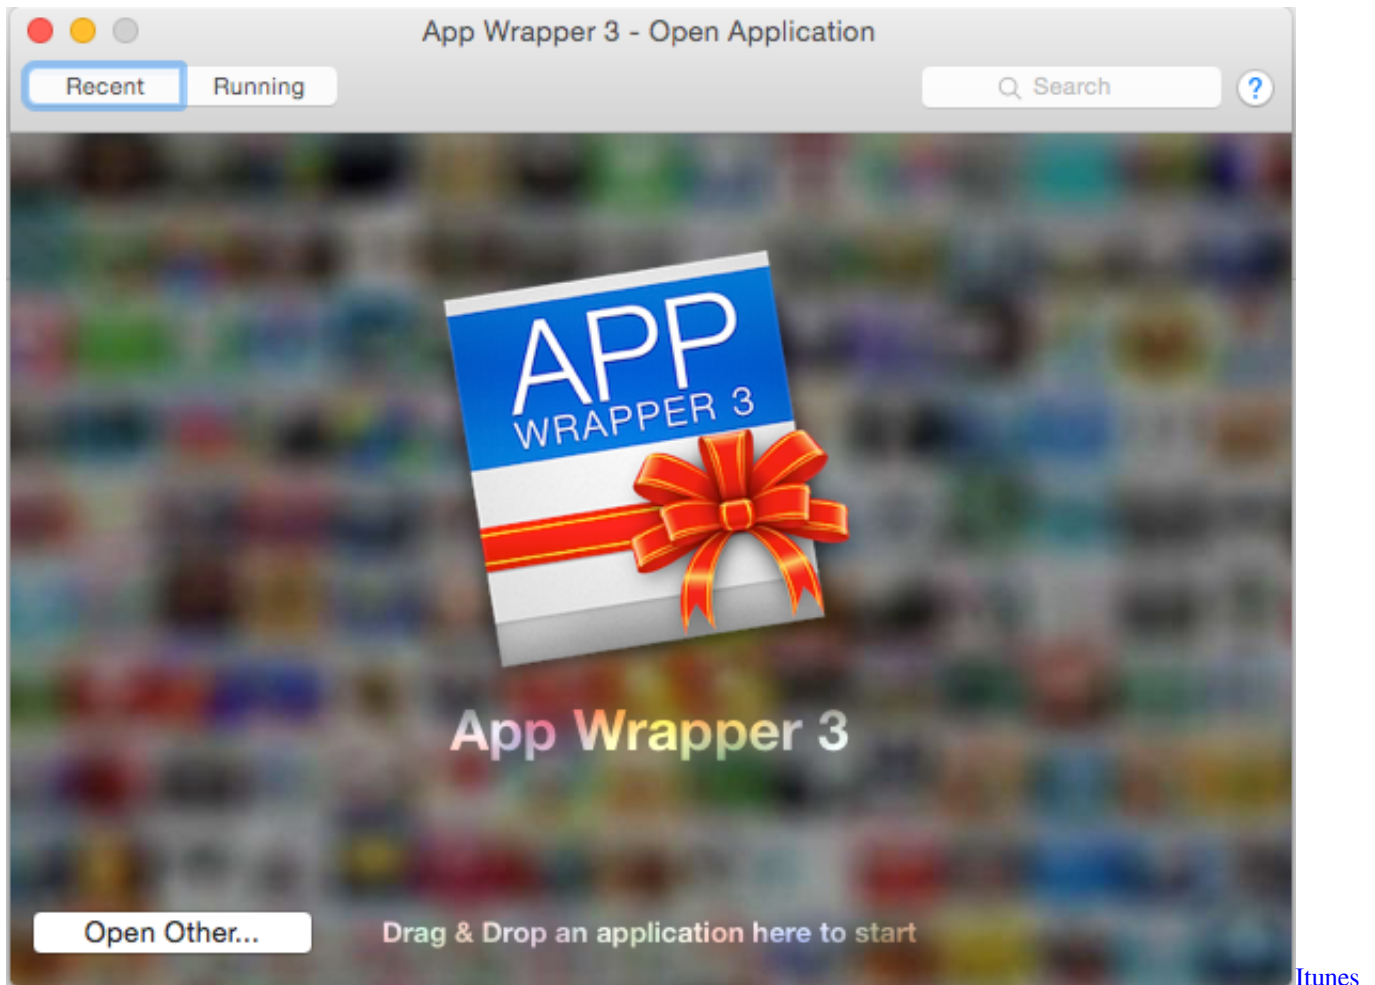 App Wrapper 3 - Open Application
Recent
Running
Search
?
APP
WRAPPER 3
App Wrapper 3
Open Other...
Drag & Drop an application here to start
Itunes